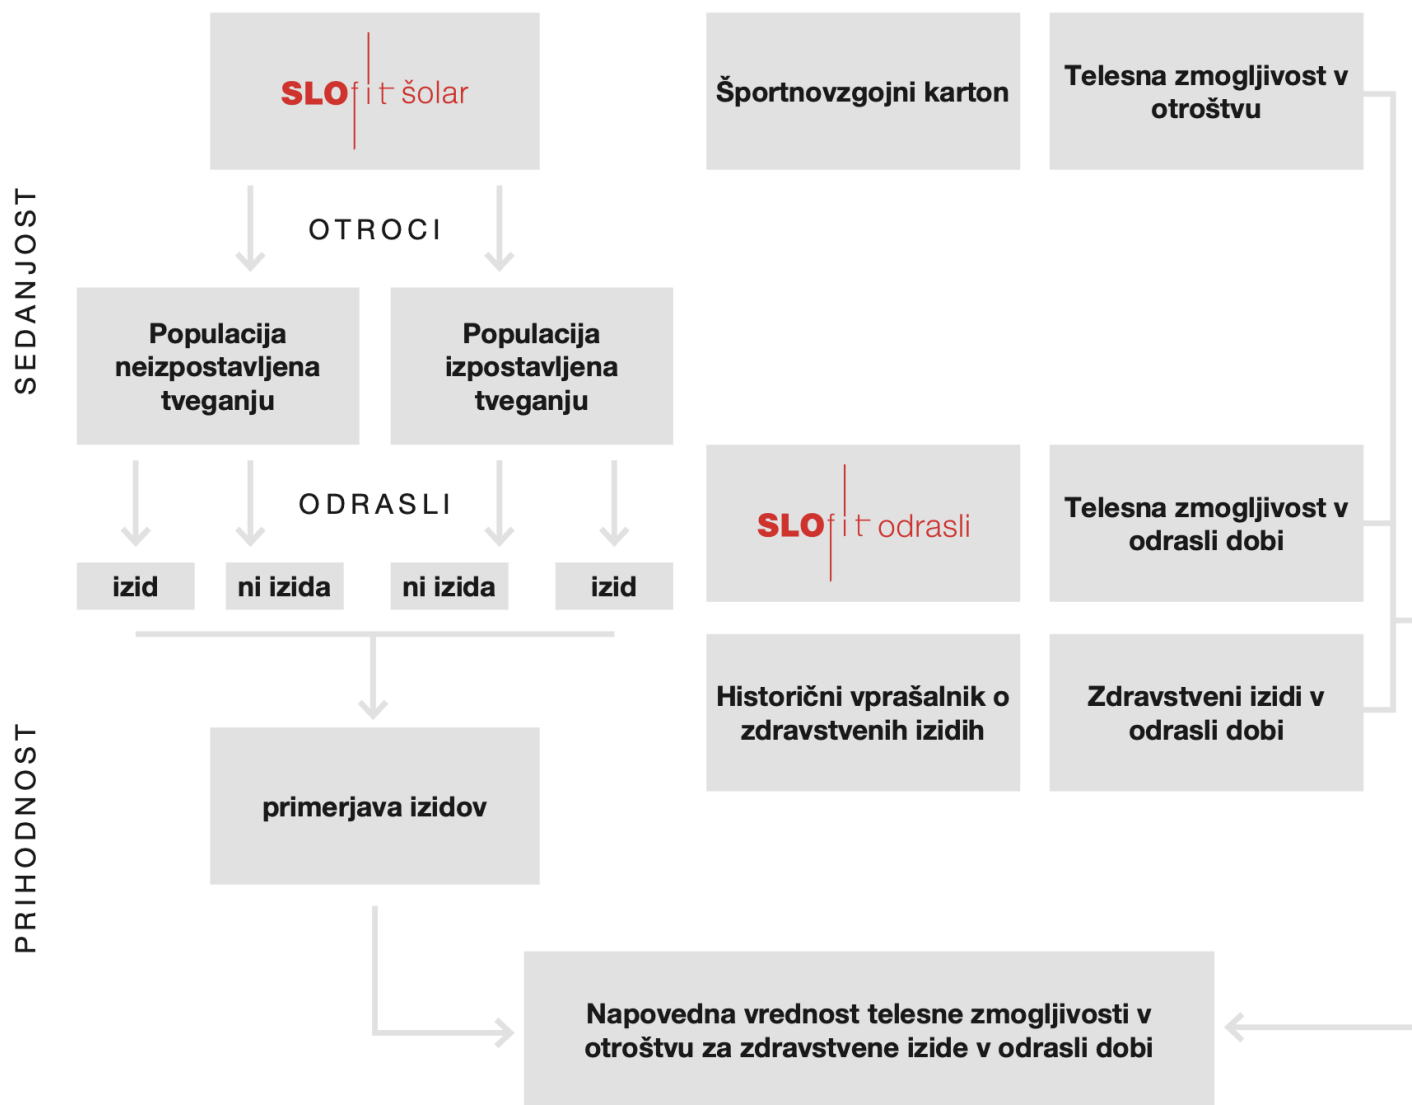 SLOfit šolar
Športnovzgojni karton
Telesna zmogljivost v
otroštvu
SEDANJOST
OTROCI
Populacija
neizpostavljena
tveganju
Populacija
izpostavljena
tveganju
ODRASLI
SLOfit odrasli
Telesna zmogljivost v
odrasli dobi
izid
ni izida
ni izida
izid
Historični vprašalnik o
zdravstvenih izidih
Zdravstveni izidi v
odrasli dobi
PRIHODNOST
primerjava izidov
Napovedna vrednost telesne zmogljivosti v
otroštvu za zdravstvene izide v odrasli dobi